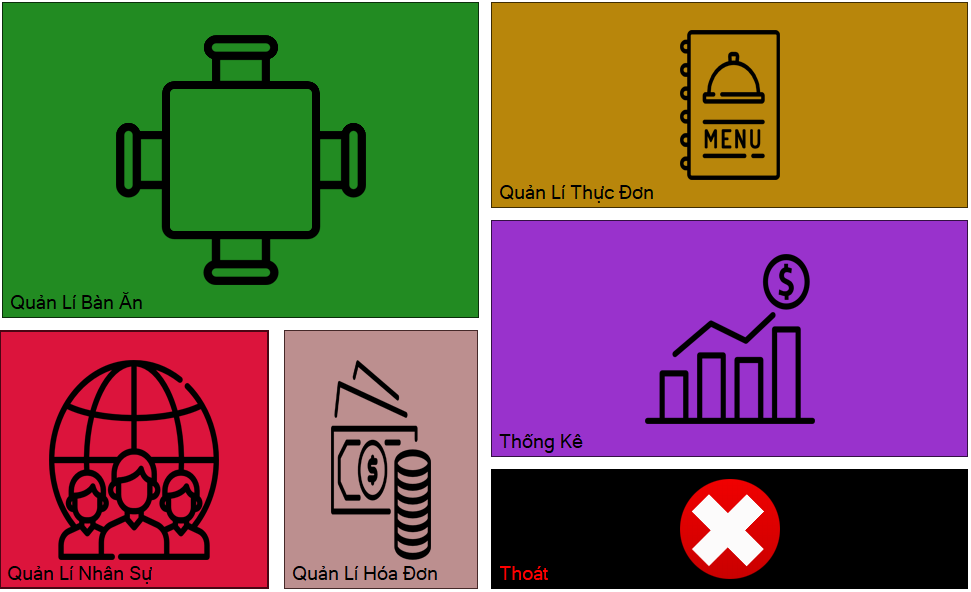 MENU
Quản Lí Thực Đơn
Quản Lí Bàn Ăn
$
Thống Kê
$
Quản Lí Nhân Sự
Quản Lí Hóa Đơn
Thoát